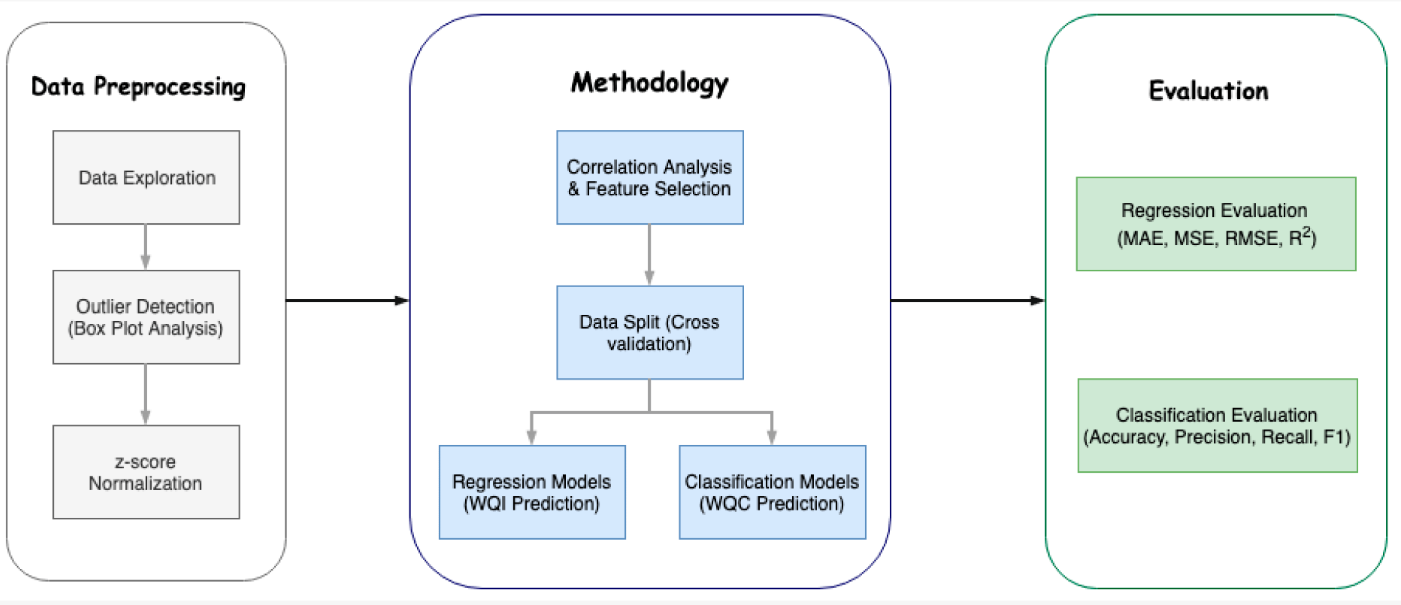 Data Preprocessing
Data Exploration
Outlier Detection
(Box Plot Analysis)
z-score
Normalization
Methodology
Correlation Analysis
& Feature Selection
Data Split (Cross
validation)
Regression Models
(WQI Prediction)
Classification Models
(WQC Prediction)
Evaluation
Regression Evaluation
(MAE, MSE, RMSE, R²)
Classification Evaluation
(Accuracy, Precision, Recall, F1)